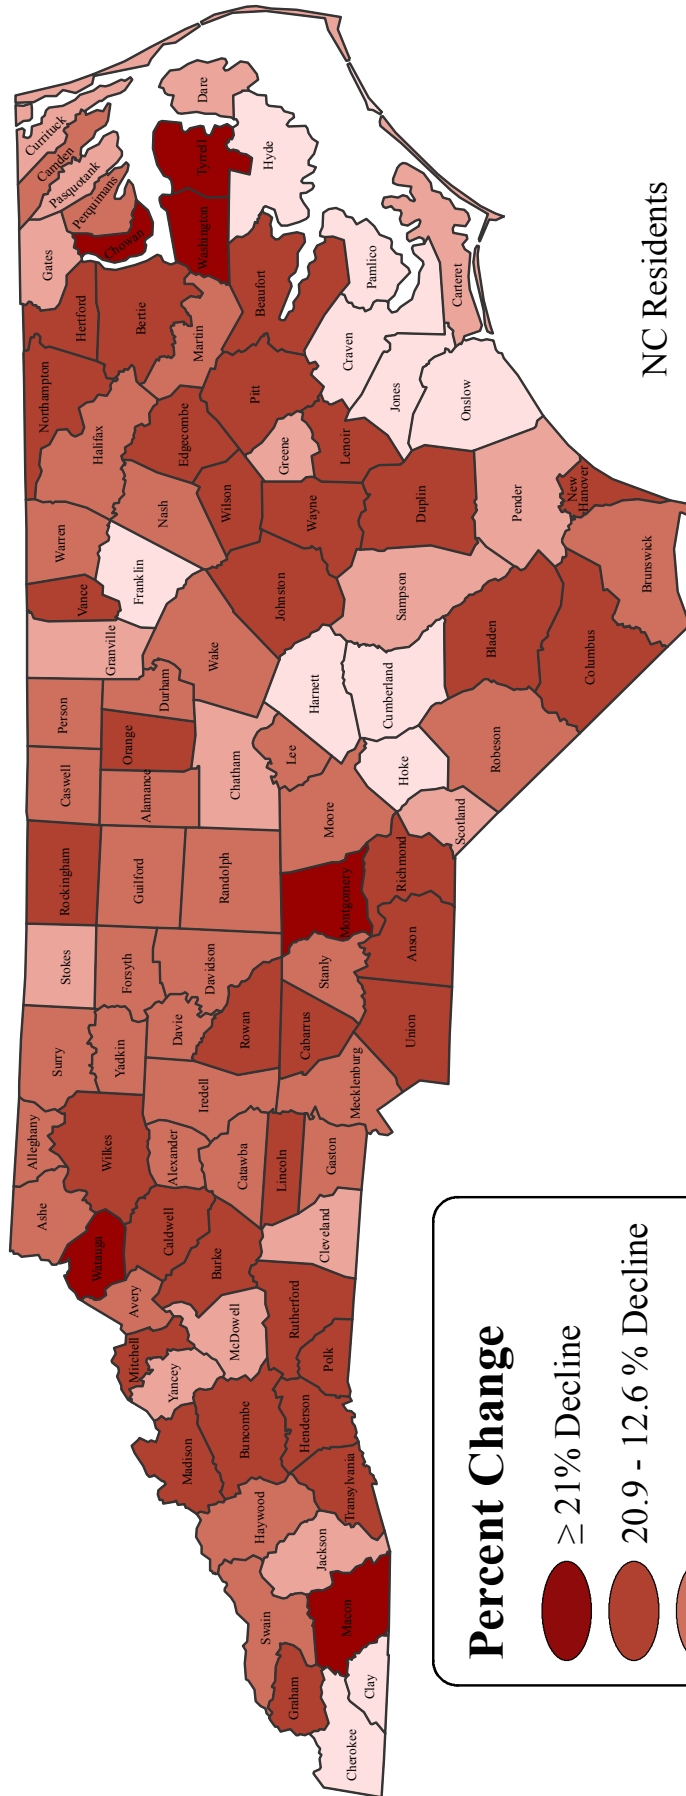 Currituck
Camden
Pasquotank
Perquimans
Chowan
Gates
Hertford
Northampton
Bertie
Halifax
Martin
Washington
Tyrrell
Dare
Hyde
Beaufort
Pamlico
Carteret
Craven
Jones
Onslow
Pitt
Greene
Lenoir
Edgecombe
Wilson
Wayne
Duplin
Pender
New
Hanover
Brunswick
Columbus
Bladen
Sampson
Johnston
Nash
Warren
Vance
Franklin
Granville
Wake
Harnett
Cumberland
Robeson
Hoke
Scotland
Person
Durham
Orange
Caswell
Alamance
Chatham
Lee
Moore
Rockingham
Guilford
Randolph
Montgomery
Richmond
Anson
Stokes
Forsyth
Davidson
Stanly
Union
Surry
Yadkin
Davie
Rowan
Cabarrus
Mecklenburg
Iredell
Alleghany
Wilkes
Alexander
Catawba
Lincoln
Gaston
Ashe
Watauga
Caldwell
Burke
Cleveland
Avery
Mitchell
Yancey
McDowell
Rutherford
Polk
Madison
Buncombe
Henderson
Transylvania
Haywood
Jackson
Swain
Macon
Graham
Clay
Cherokee
NC Residents
Percent Change
≥ 21% Decline
20.9 - 12.6 % Decline